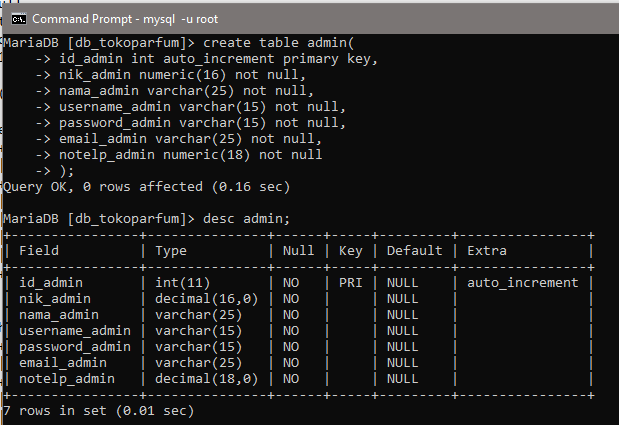 Command Prompt - mysql -u root
MariaDB [db_tokoparfum]> create table admin(
    -> id_admin int auto_increment primary key,
    -> nik_admin numeric(16) not null,
    -> nama_admin varchar(25) not null,
    -> username_admin varchar(15) not null,
    -> password_admin varchar(15) not null,
    -> email_admin varchar(25) not null,
    -> notelp_admin numeric(18) not null
    -> );
Query OK, 0 rows affected (0.16 sec)

MariaDB [db_tokoparfum]> desc admin;
+----------------+---------------+------+-----+---------+----------------+
| Field          | Type          | Null | Key | Default | Extra          |
+----------------+---------------+------+-----+---------+----------------+
| id_admin       | int(11)       | NO   | PRI | NULL    | auto_increment |
| nik_admin      | decimal(16,0) | NO   |     | NULL    |                |
| nama_admin     | varchar(25)   | NO   |     | NULL    |                |
| username_admin | varchar(15)   | NO   |     | NULL    |                |
| password_admin | varchar(15)   | NO   |     | NULL    |                |
| email_admin    | varchar(25)   | NO   |     | NULL    |                |
| notelp_admin   | decimal(18,0) | NO   |     | NULL    |                |
+----------------+---------------+------+-----+---------+----------------+
7 rows in set (0.01 sec)